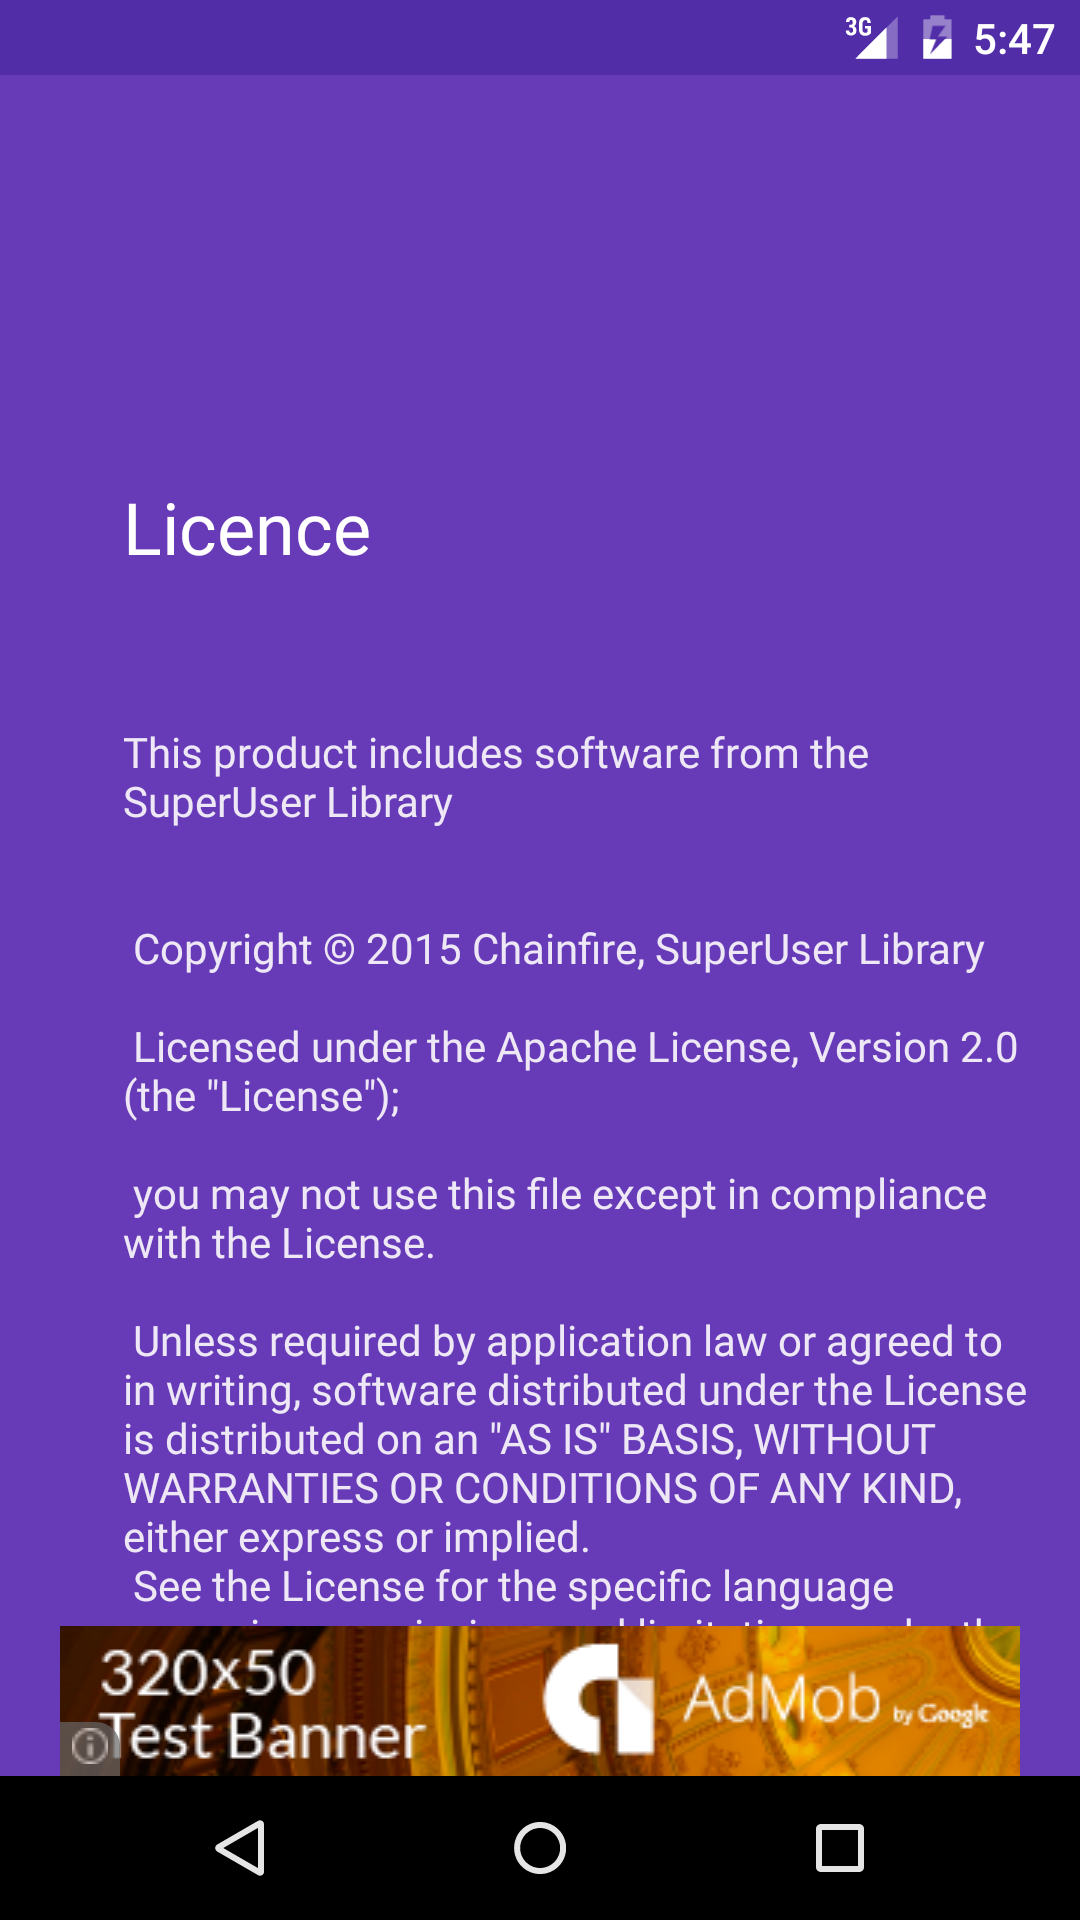 3G 5:47
Licence
This product includes software from the
SuperUser Library
Copyright © 2015 Chainfire, SuperUser Library
Licensed under the Apache License, Version 2.0
(the "License");
you may not use this file except in compliance
with the License.
Unless required by application law or agreed to
in writing, software distributed under the License
is distributed on an "AS IS" BASIS, WITHOUT
WARRANTIES OR CONDITIONS OF ANY KIND,
either express or implied.
See the License for the specific language
320x50
Test Banner
AdMob by Google